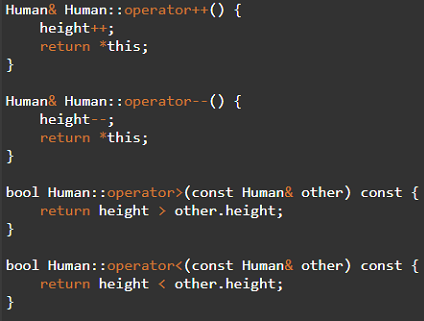 Human& Human::operator++() {
    height++;
    return *this;
}

Human& Human::operator--() {
    height--;
    return *this;
}

bool Human::operator>(const Human& other) const {
    return height > other.height;
}

bool Human::operator<(const Human& other) const {
    return height < other.height;
}